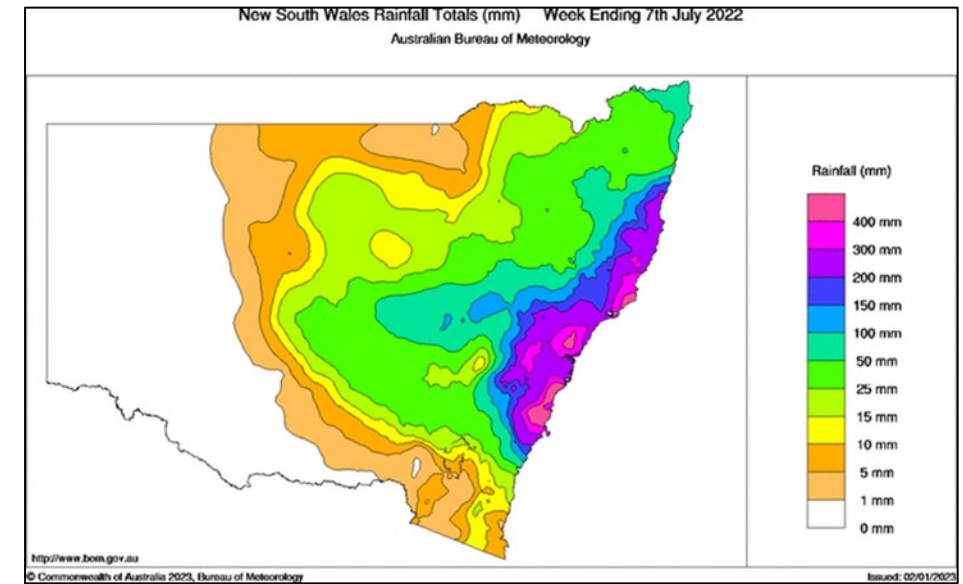 New South Wales Rainfall Totals (mm) Week Ending 7th July 2022
Australian Bureau of Meteorology
Rainfall (mm)
400 mm
300 mm
200 mm
150 mm
100 mm
50 mm
25 mm
15 mm
10 mm
5 mm
1 mm
0 mm
http://www.bom.gov.au
© Commonwealth of Australia 2023, Bureau of Meteorology Issued: 02/01/2023